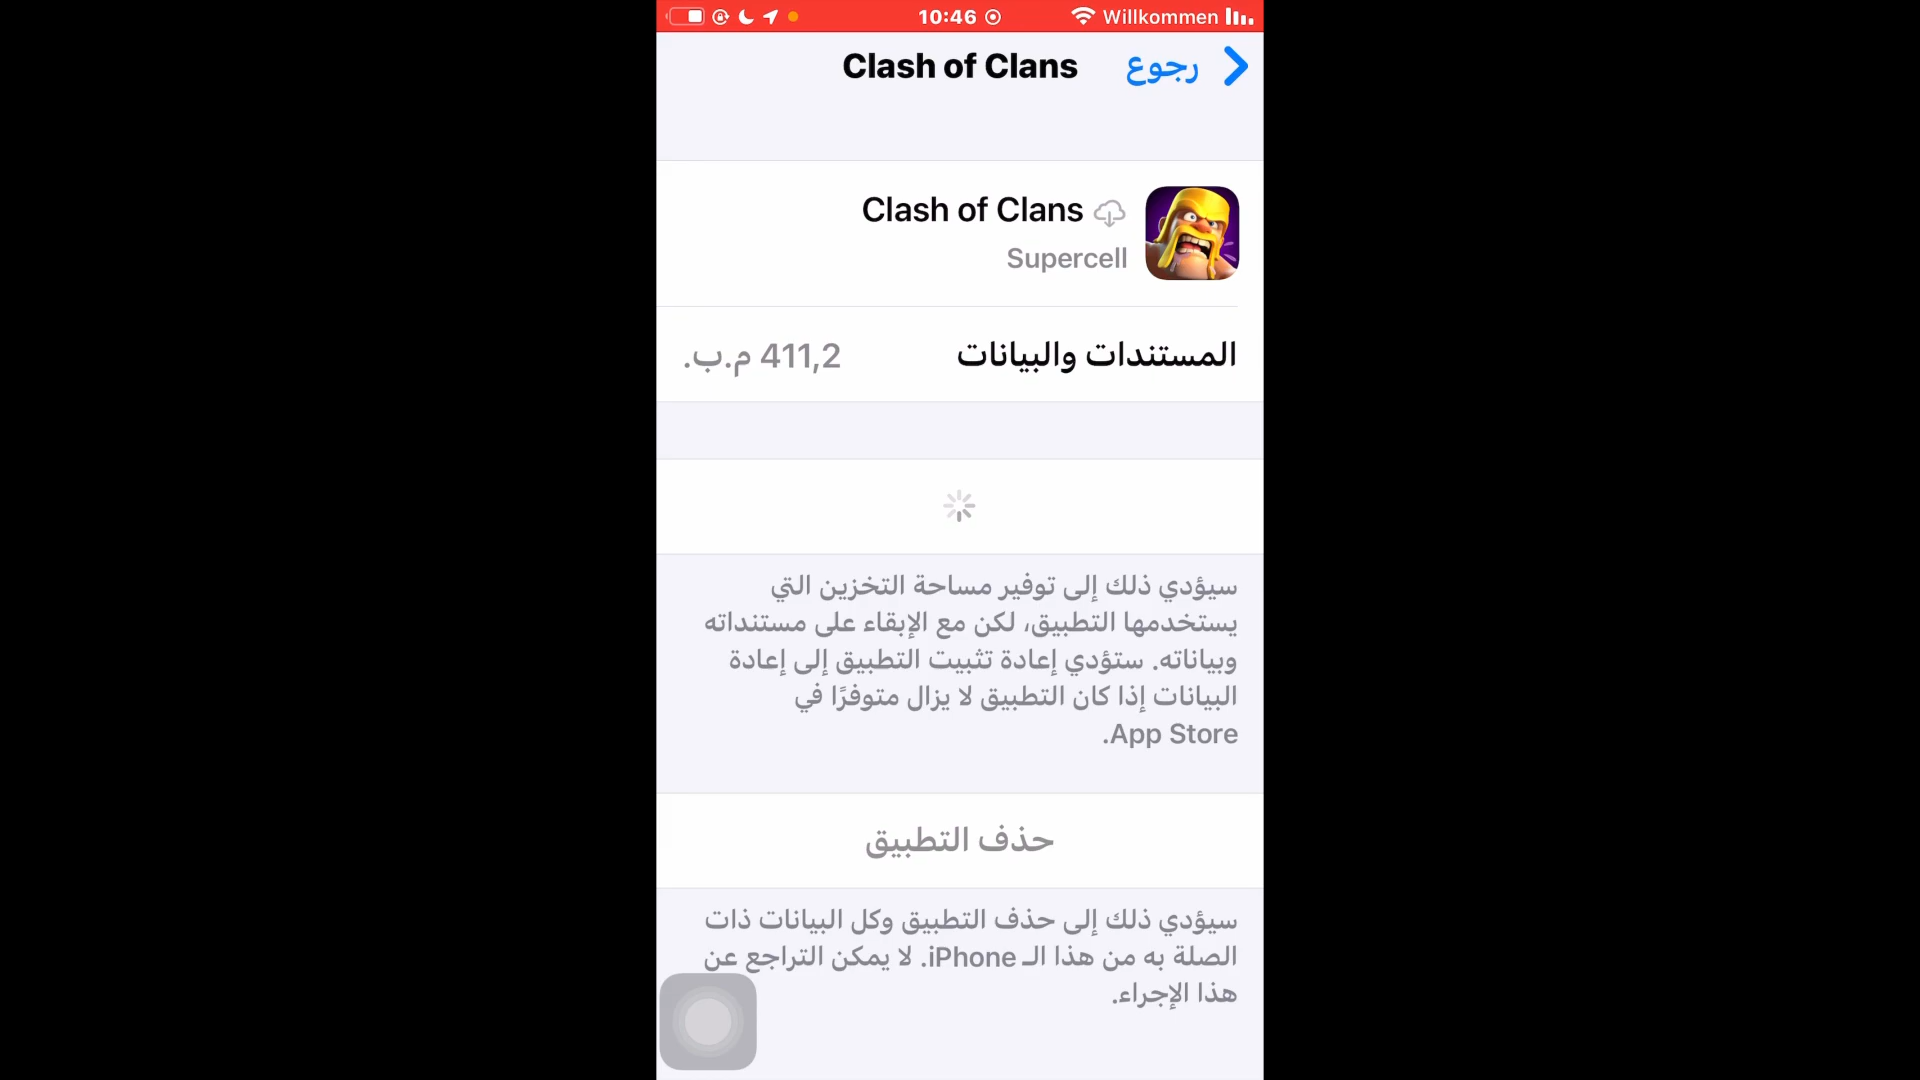 10:46
Willkommen
رجوع
Clash of Clans
Clash of Clans
Supercell
المستندات والبيانات
411,2 م.ب.
سيؤدي ذلك إلى توفير مساحة التخزين التي
يستخدمها التطبيق، لكن مع الإبقاء على مستنداته
وبياناته. ستؤدي إعادة تثبيت التطبيق إلى إعادة
البيانات إذا كان التطبيق لا يزال متوفرًا في
App Store.
حذف التطبيق
سيؤدي ذلك إلى حذف التطبيق وكل البيانات ذات
الصلة به من هذا الـ iPhone. لا يمكن التراجع عن
هذا الإجراء.